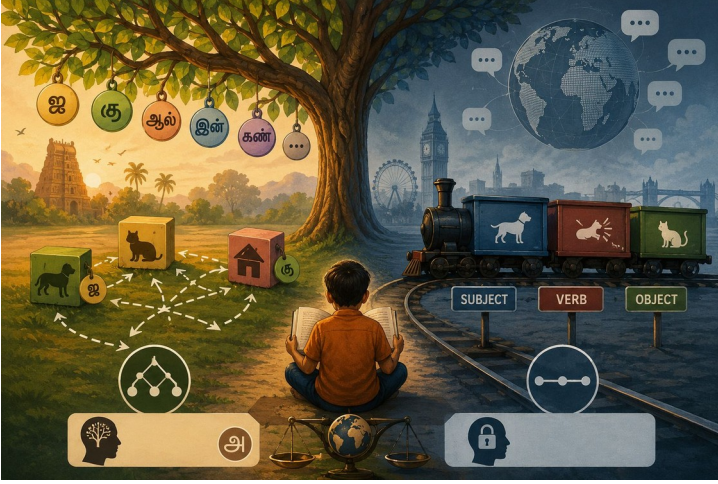 ஐ
கு
ஆல்
இன்
கண்
...
ஐ
கு
SUBJECT
VERB
OBJECT
அ